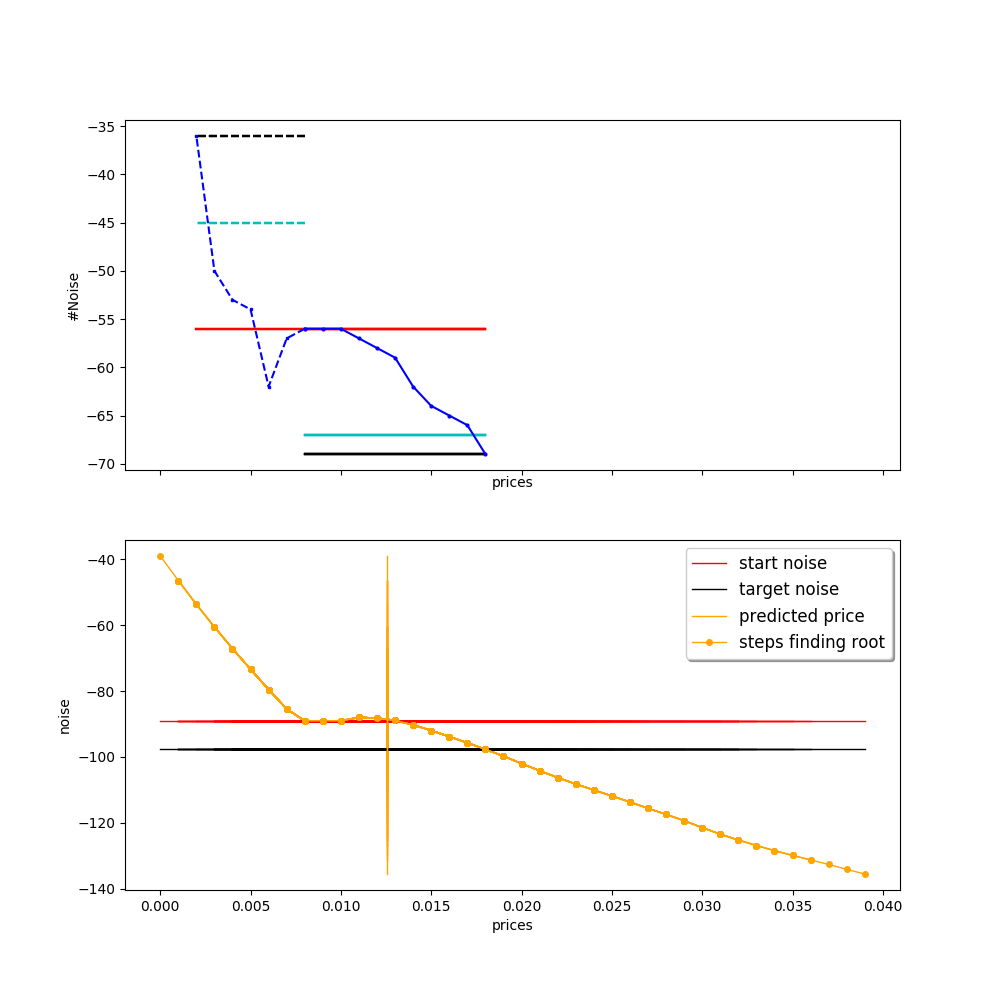 −35
−40
−45
−50
−55
−60
−65
−70
#Noise
prices
−40
−60
−80
−100
−120
−140
noise
start noise
target noise
predicted price
steps finding root
0.000 0.005 0.010 0.015 0.020 0.025 0.030 0.035 0.040
prices